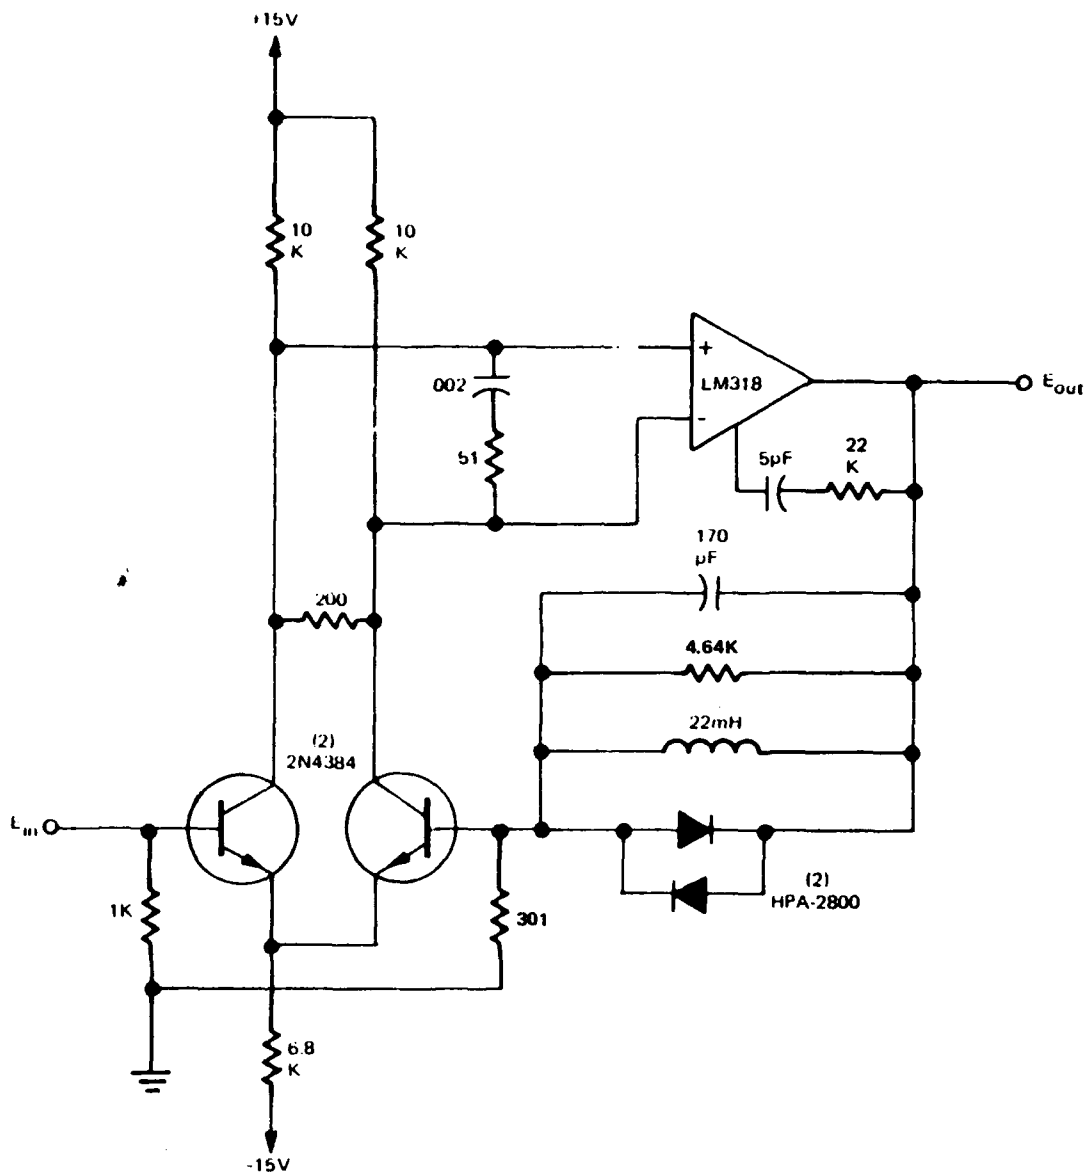 +15V
10
K
10
K
+
LM318
-
E out
002
51
5pF
22
K
170
pF
200
4.64K
22mH
(2)
2N4384
E in
1K
301
(2)
HPA-2800
6.8
K
-15V